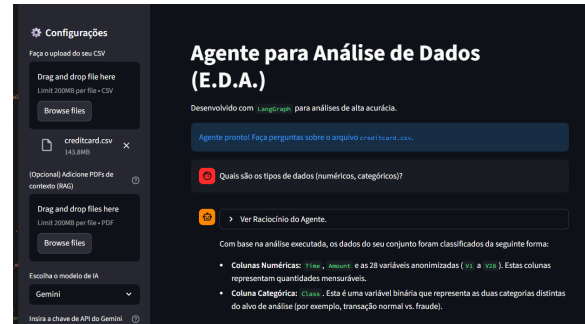 Configurações
Faça o upload do seu CSV
Drag and drop file here
Limit 200MB per file • CSV
Browse files
creditcard.csv
143.8MB
(Opcional) Adicione PDFs de
contexto (RAG)
Drag and drop files here
Limit 200MB per file • PDF
Browse files
Escolha o modelo de IA
Gemini
Insira a chave de API do Gemini
Agente para Análise de Dados
(E.D.A.)
Desenvolvido com LangGraph para análises de alta acurácia.
Agente pronto! Faça perguntas sobre o arquivo creditcard.csv.
Quais são os tipos de dados (numéricos, categóricos)?
Ver Raciocínio do Agente.
Com base na análise executada, os dados do seu conjunto foram classificados da seguinte forma:
• Colunas Numéricas: Time, Amount e as 28 variáveis anonimizadas (V1 a V28). Estas colunas
representam quantidades mensuráveis.
• Coluna Categórica: Class. Esta é uma variável binária que representa as duas categorias distintas
do alvo de análise (por exemplo, transação normal vs. fraude).